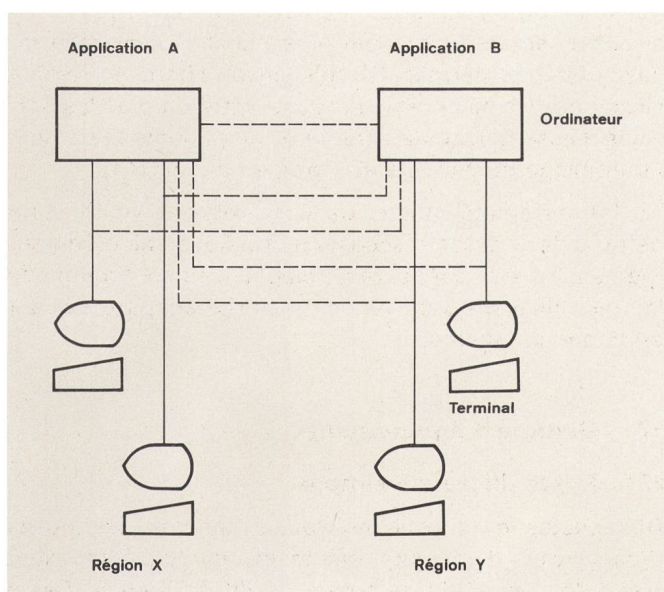 Application A
Application B
Ordinateur
Terminal
Région X
Région Y